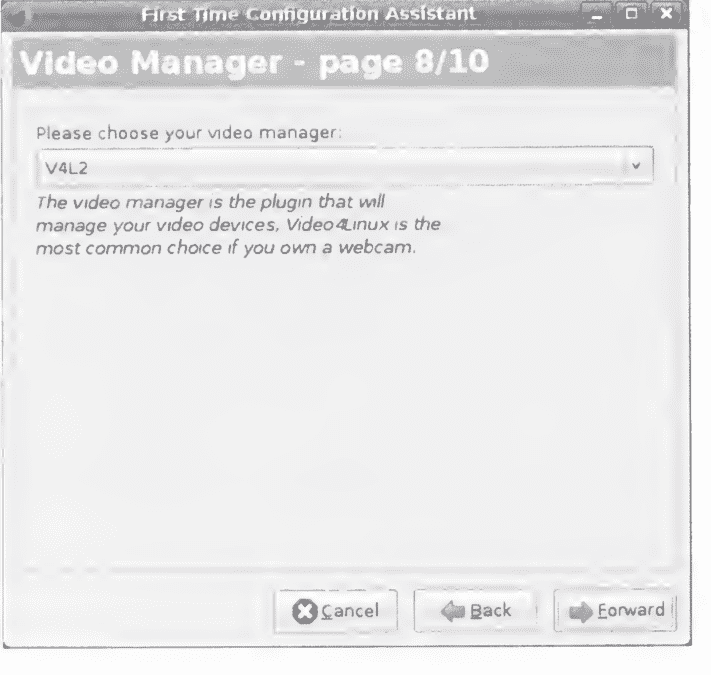 First Time Configuration Assistant
Video Manager - page 8/10
Please choose your video manager:
V4L2
The video manager is the plugin that will
manage your video devices, Video4Linux is the
most common choice if you own a webcam.
Cancel
Back
Forward